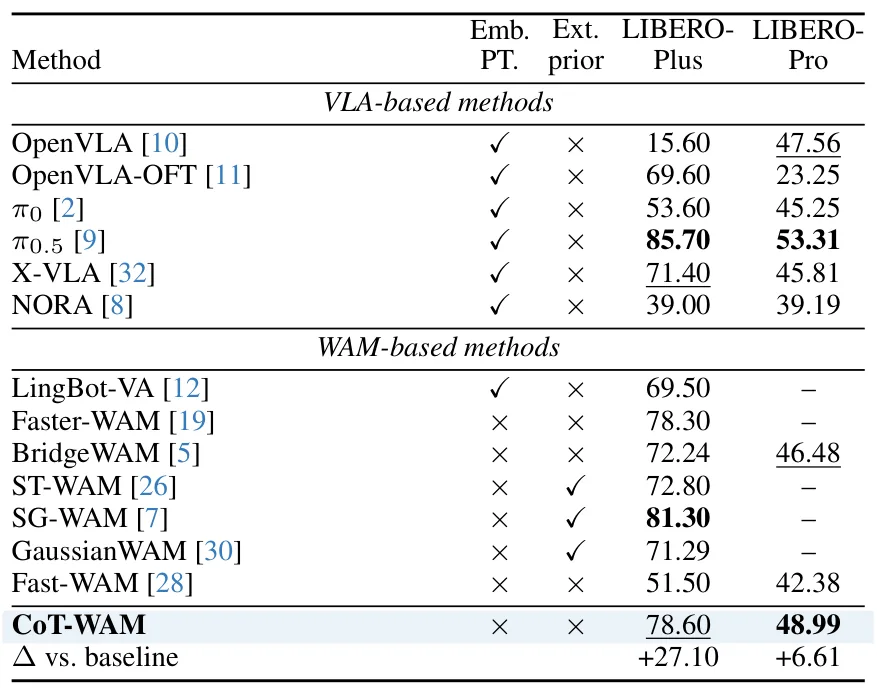 Method Emb. PT. Ext. prior LIBERO-Plus LIBERO-Pro
VLA-based methods
OpenVLA [10] ✓ × 15.60 47.56
OpenVLA-OFT [11] ✓ × 69.60 23.25
π0 [2] ✓ × 53.60 45.25
π0.5 [9] ✓ × 85.70 53.31
X-VLA [32] ✓ × 71.40 45.81
NORA [8] ✓ × 39.00 39.19
WAM-based methods
LingBot-VA [12] ✓ × 69.50 –
Faster-WAM [19] × × 78.30 –
BridgeWAM [5] × × 72.24 46.48
ST-WAM [26] × ✓ 72.80 –
SG-WAM [7] × ✓ 81.30 –
GaussianWAM [30] × ✓ 71.29 –
Fast-WAM [28] × × 51.50 42.38
CoT-WAM × × 78.60 48.99
Δ vs. baseline +27.10 +6.61